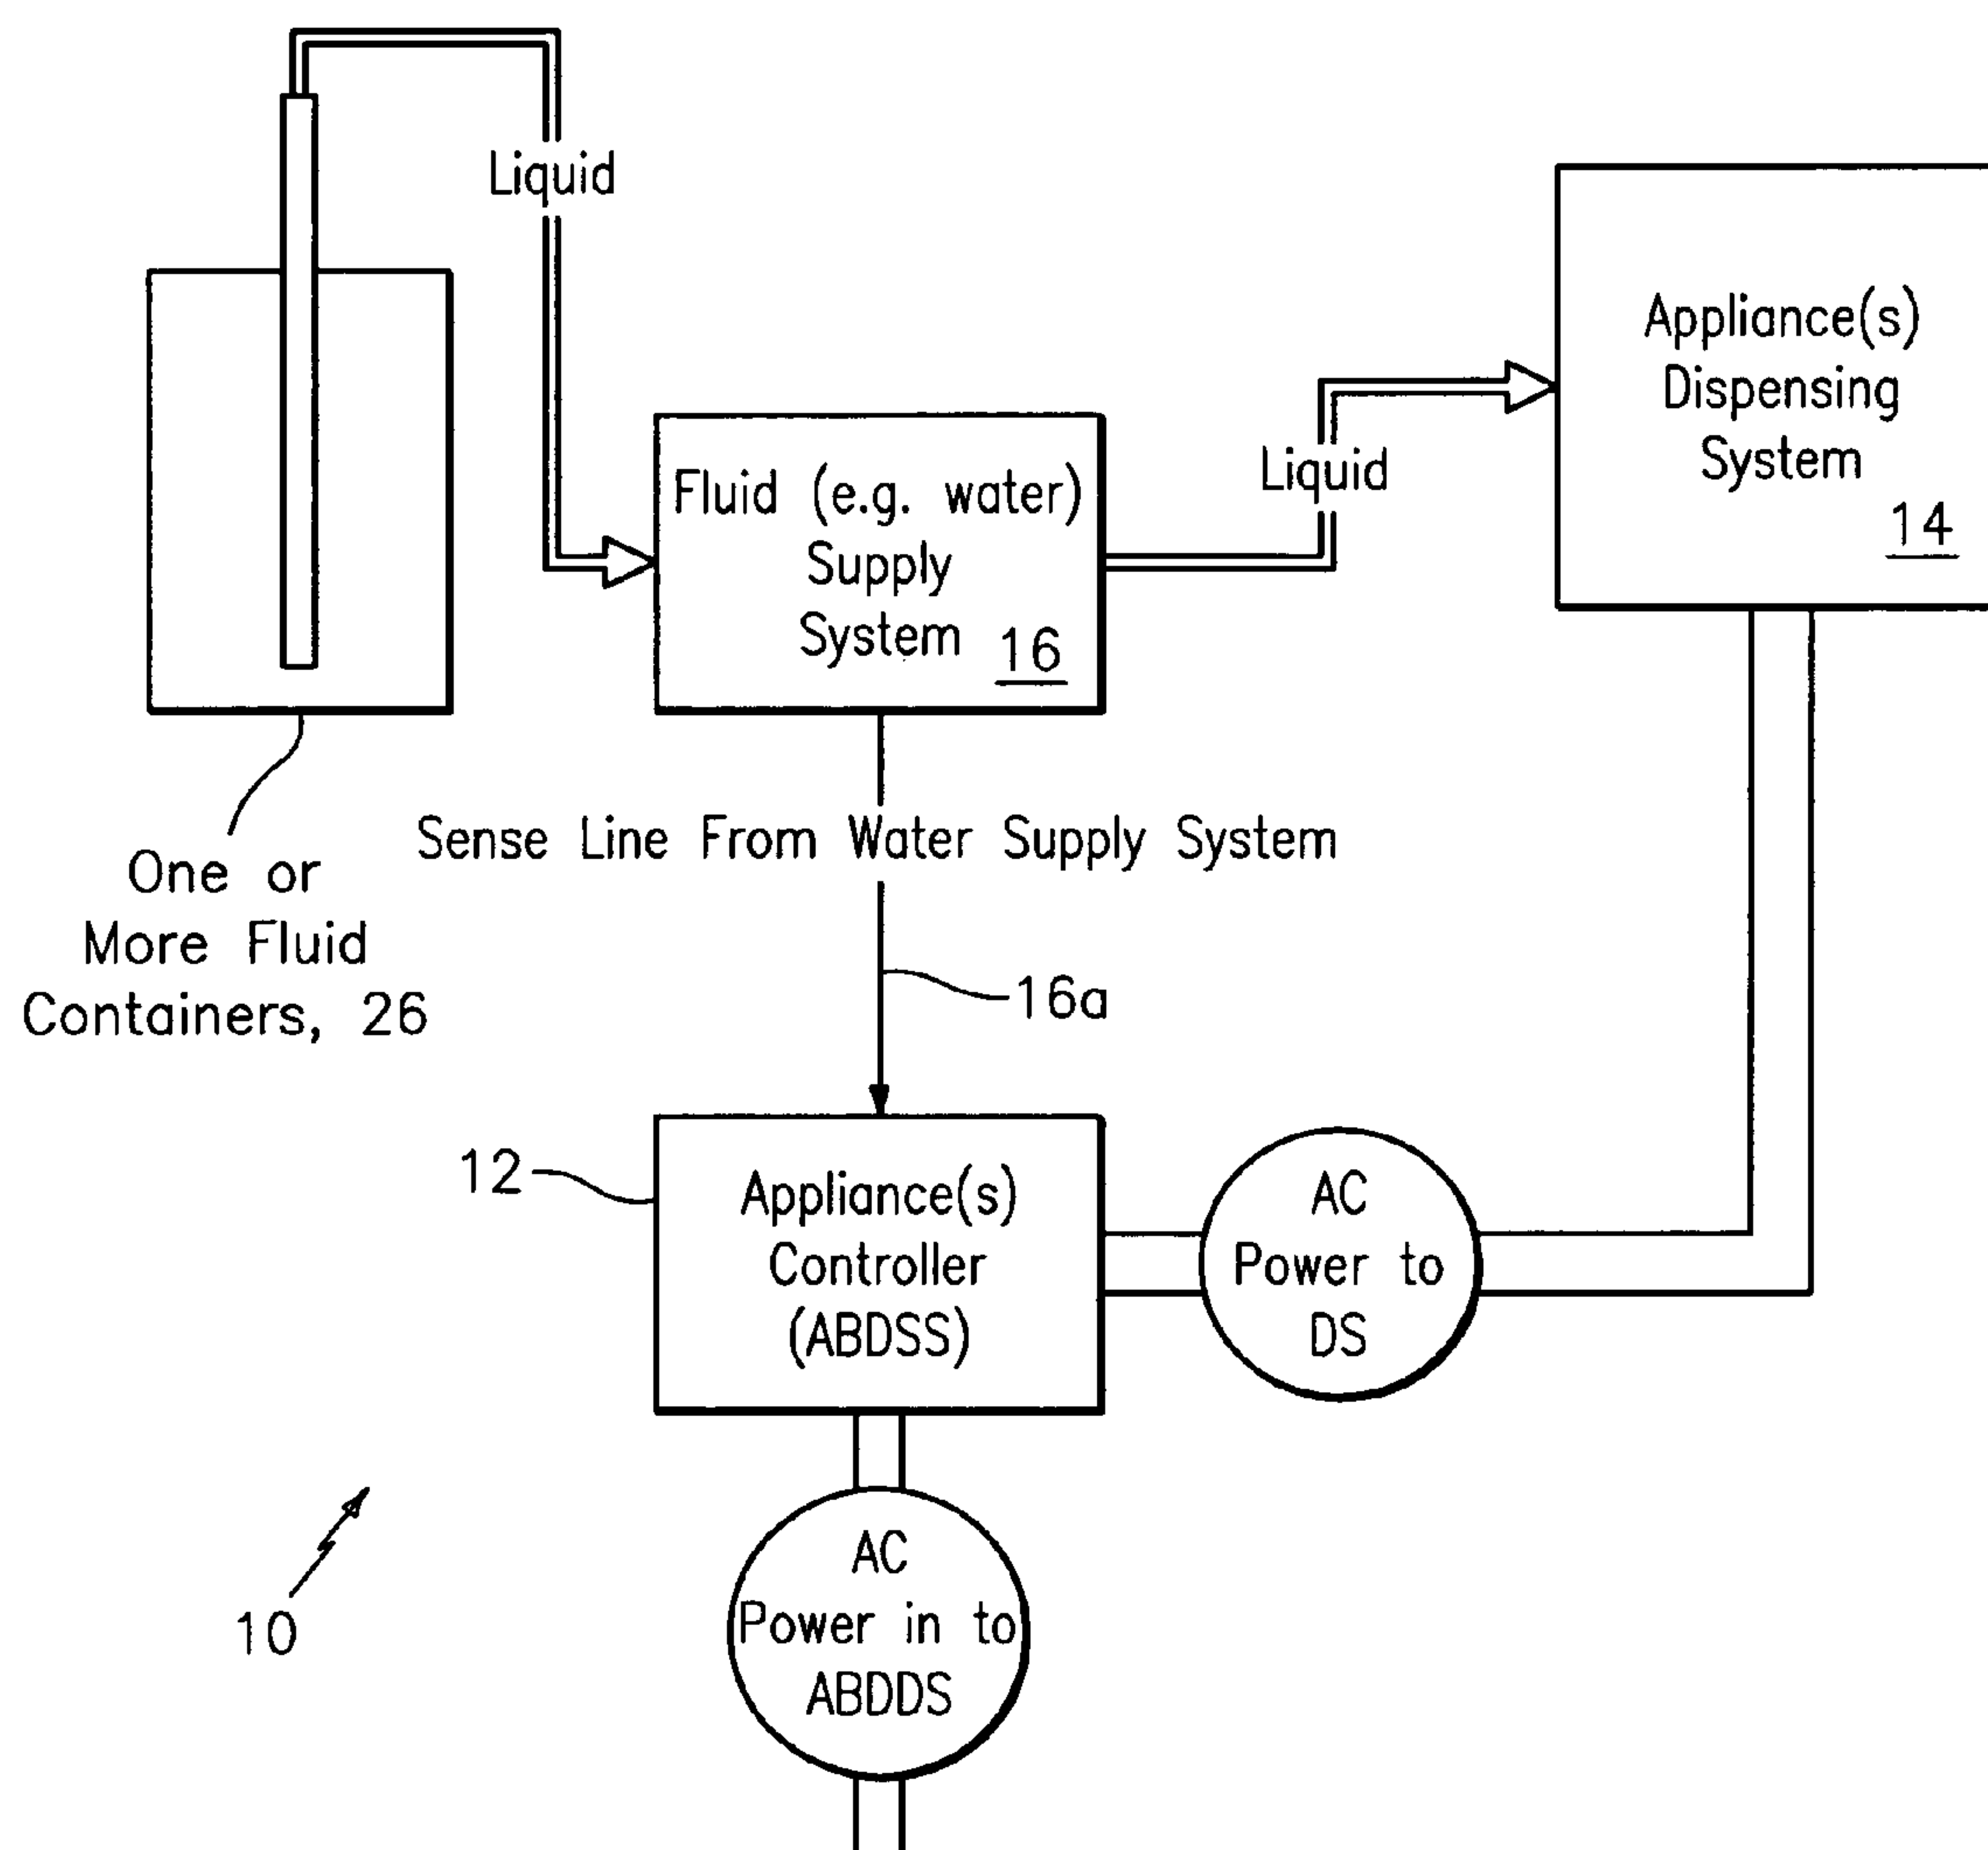 Liquid
Appliance(s)
Dispensing
System
14
Fluid (e.g. water)
Supply
System
16
Liquid
Sense Line From Water Supply System
One or
More Fluid
Containers, 26
16a
12
Appliance(s)
Controller
(ABDSS)
AC
Power to
DS
AC
Power in to
ABDDS
10